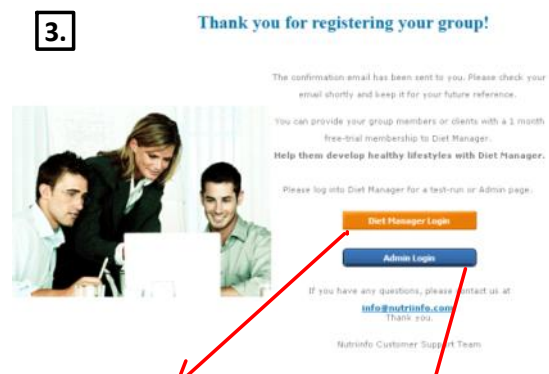 3.
Thank you for registering your group!
The confirmation email has been sent to you. Please check your
email shortly and keep it for your future reference.
You can provide your group members or clients with a 1 month
free-trial membership to Diet Manager.
Help them develop healthy lifestyles with Diet Manager.
Please log into Diet Manager for a test-run or Admin page.
Diet Manager Login
Admin Login
If you have any questions, please contact us at
info@nutriinfo.com
Thank you.
Nutriinfo Customer Support Team